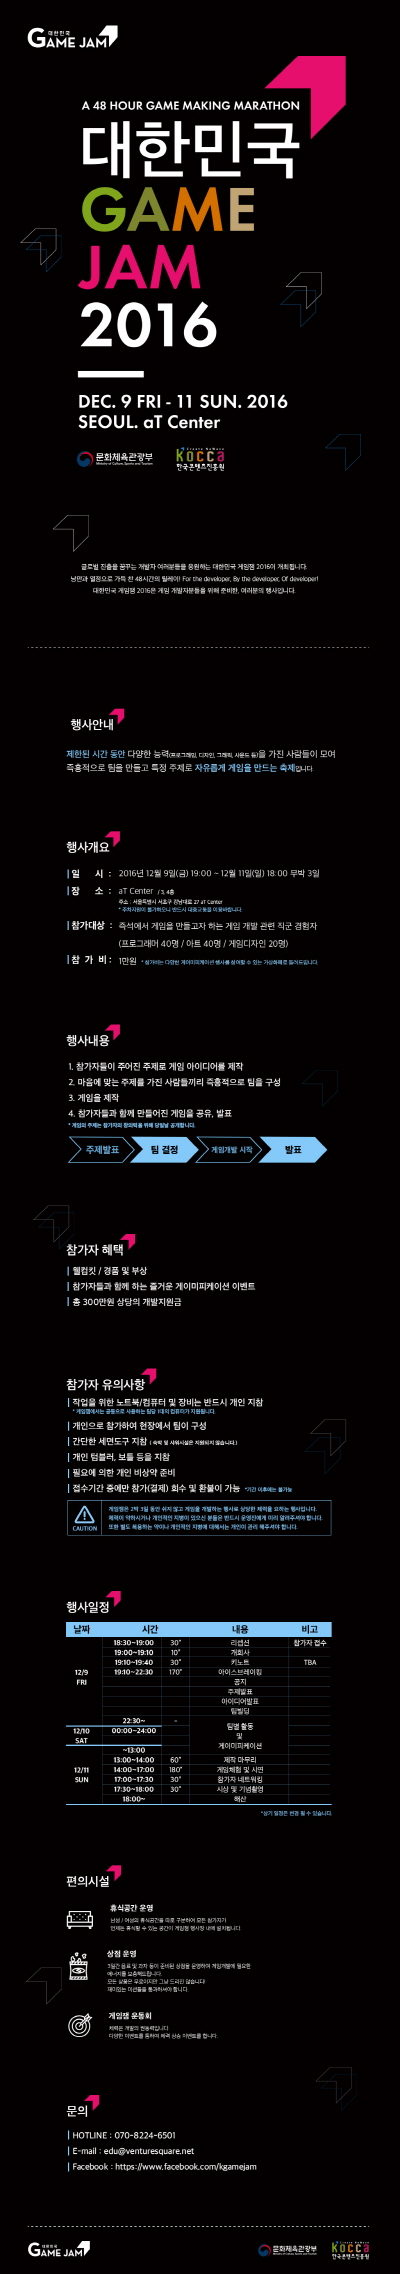 대한민국
GAME JAM
A 48 HOUR GAME MAKING MARATHON
대한민국
GAME
JAM
2016
DEC. 9 FRI - 11 SUN. 2016
SEOUL. aT Center
문화체육관광부
Ministry of Culture, Sports and Tourism
KOCCA
한국콘텐츠진흥원
글로벌 진출을 꿈꾸는 개발자 여러분들을 응원하는 대한민국 게임잼 2016이 개최됩니다.
낭만과 열정으로 가득 찬 48시간의 릴레이! For the developer, By the developer, Of developer!
대한민국 게임잼 2016은 게임 개발자분들을 위해 준비한, 여러분의 행사입니다.
행사안내
제한된 시간 동안 다양한 능력(프로그래밍, 디자인, 그래픽, 사운드 등)을 가진 사람들이 모여
즉흥적으로 팀을 만들고 특정 주제로 자유롭게 게임을 만드는 축제입니다.
행사개요
일 시 : 2016년 12월 9일(금) 19:00 ~ 12월 11일(일) 18:00 무박 3일
장 소 : aT Center / 3, 4층
주소 : 서울특별시 서초구 강남대로 27 aT Center
* 주차지원이 불가하오니 반드시 대중교통을 이용바랍니다.
참가대상 : 즉석에서 게임을 만들고자 하는 게임 개발 관련 직군 경험자
(프로그래머 40명 / 아트 40명 / 게임디자인 20명)
참 가 비 : 1만원 * 참가비는 다양한 게이미피케이션 행사를 참여할 수 있는 가상화폐로 돌려드립니다.
행사내용
1. 참가자들이 주어진 주제로 게임 아이디어를 제작
2. 마음에 맞는 주제를 가진 사람들끼리 즉흥적으로 팀을 구성
3. 게임을 제작
4. 참가자들과 함께 만들어진 게임을 공유, 발표
* 게임의 주제는 참가자의 창의력을 위해 당일날 공개합니다.
주제발표 팀 결정 게임개발 시작 발표
참가자 혜택
웰컴킷 / 경품 및 부상
참가자들과 함께 하는 즐거운 게이미피케이션 이벤트
총 300만원 상당의 개발지원금
참가자 유의사항
작업을 위한 노트북/컴퓨터 및 장비는 반드시 개인 지참
* 게임잼에서는 공통으로 사용하는 팀당 1대의 컴퓨터가 지원됩니다.
개인으로 참가하여 현장에서 팀이 구성
간단한 세면도구 지참 ( 숙박 및 샤워시설은 지원되지 않습니다.)
개인 텀블러, 보틀 등을 지참
필요에 의한 개인 비상약 준비
접수기간 중에만 참가(결제) 회수 및 환불이 가능 *기간 이후에는 불가능
CAUTION
게임잼은 2박 3일 동안 쉬지 않고 게임을 개발하는 행사로 상당한 체력을 요하는 행사입니다.
체력이 약하시거나 개인적인 지병이 있으신 분들은 반드시 운영진에게 미리 알려주셔야 합니다.
또한 별도 복용하는 약이나 개인적인 지병에 대해서는 개인이 관리 해주셔야 합니다.
행사일정
날짜 시간 내용 비고
12/9
FRI
18:30~19:00 30" 리셉션 참가자 접수
19:00~19:10 10" 개회사
19:10~19:40 30" 키노트 TBA
19:10~22:30 170" 아이스브레이킹
공지
주제발표
아이디어발표
팀빌딩
22:30~ -
12/10
SAT
00:00~24:00
팀별 활동
및
게이미피케이션
12/11
SUN
~13:00
13:00~14:00 60" 제작 마무리
14:00~17:00 180" 게임체험 및 시연
17:00~17:30 30" 참가자 네트워킹
17:30~18:00 30" 시상 및 기념촬영
18:00~ 해산
*상기 일정은 변경 될 수 있습니다.
편의시설
휴식공간 운영
남성 / 여성의 휴식공간을 따로 구분하여 모든 참가자가
언제든 휴식할 수 있는 공간이 게임잼 행사장 내에 설치됩니다.
상점 운영
3일간 음료 및 과자 등이 준비된 상점을 운영하여 게임개발에 필요한
에너지를 보충해드립니다.
모든 상품은 무료이지만 그냥 드리진 않습니다!
재미있는 미션들을 통과하셔야 합니다.
게임잼 운동회
체력은 개발의 원동력입니다.
다양한 이벤트를 통하여 체력 상승 이벤트를 합니다.
문의
HOTLINE : 070-8224-6501
E-mail : edu@venturesquare.net
Facebook : https://www.facebook.com/kgamejam
대한민국
GAME JAM
문화체육관광부
Ministry of Culture, Sports and Tourism
KOCCA
한국콘텐츠진흥원